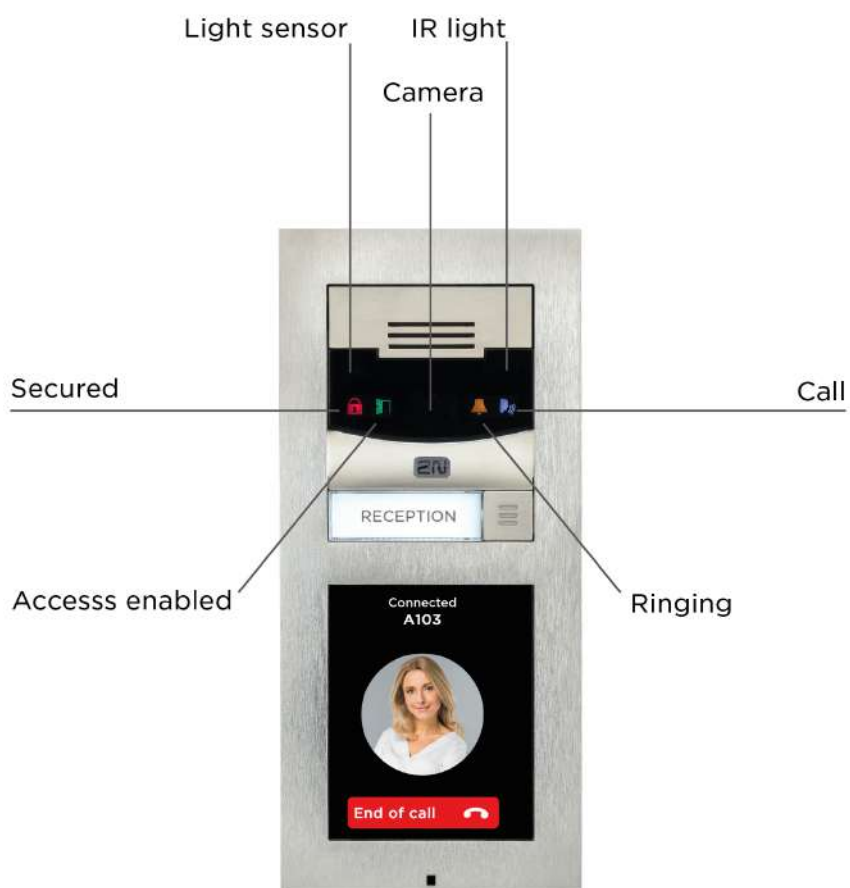 Light sensor
IR light
Camera
Secured
Call
2N
RECEPTION
Accesss enabled
Ringing
Connected
A103
End of call